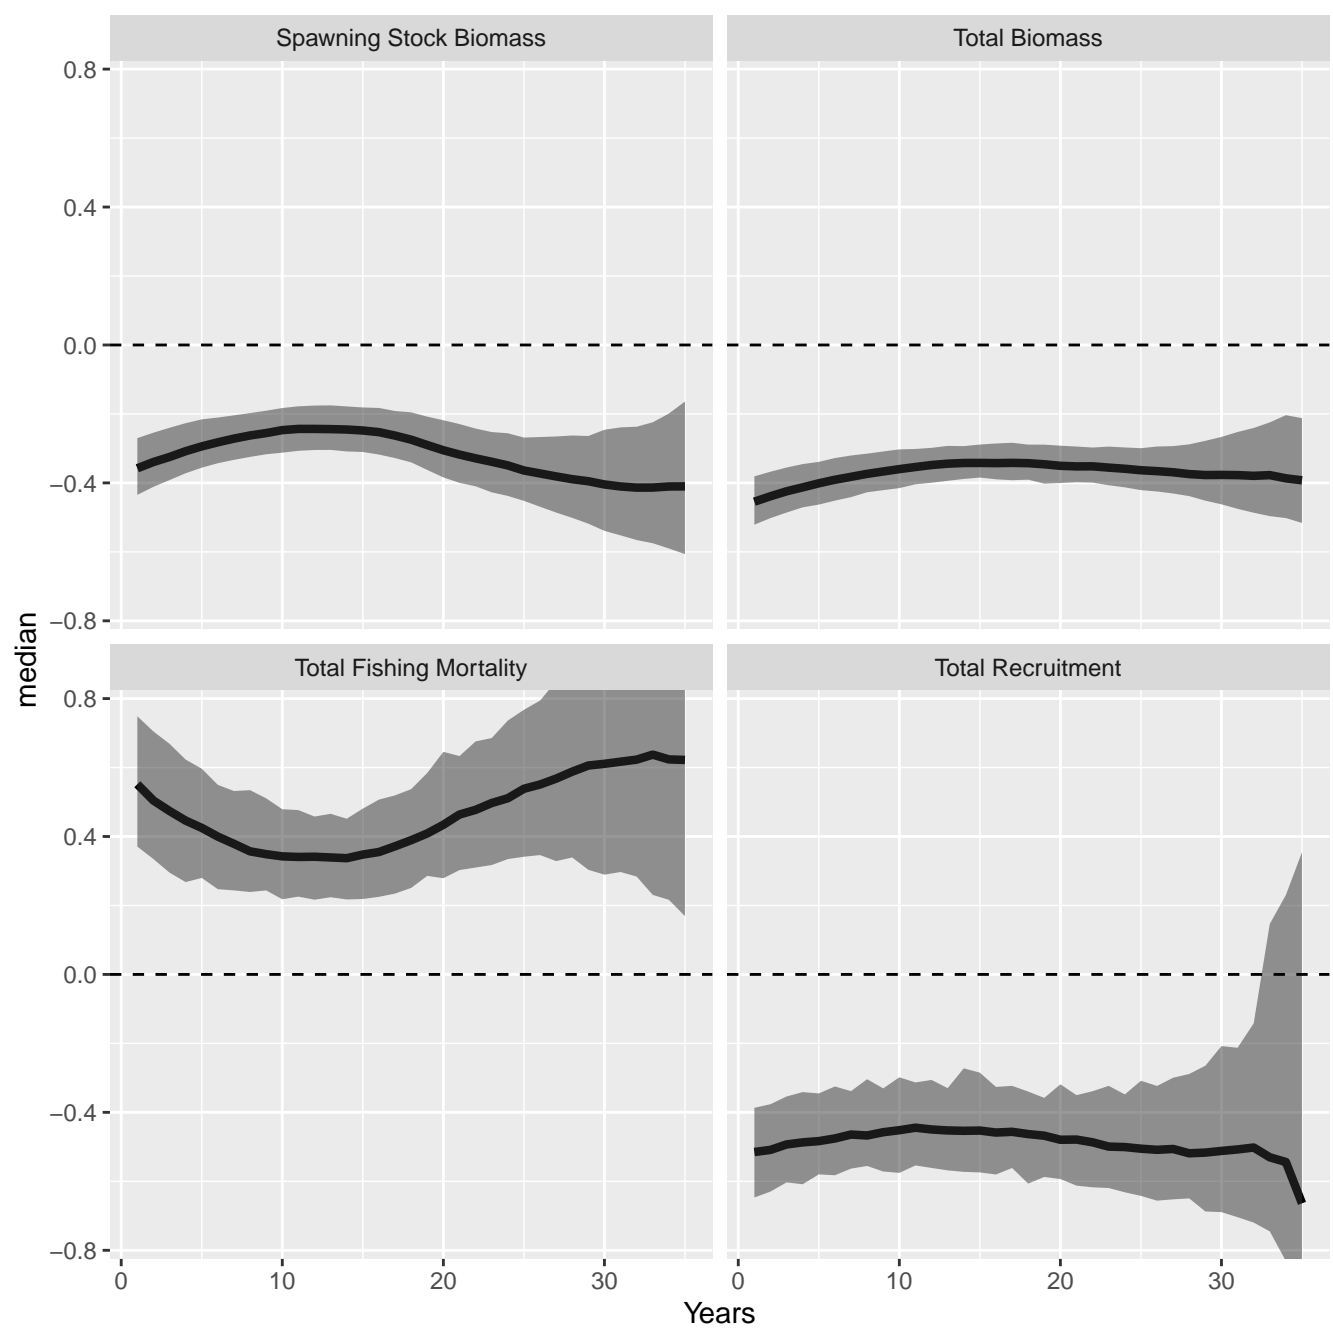 Spawning Stock Biomass
Total Biomass
0.8
0.4
0.0
−0.4
−0.8
Total Fishing Mortality
Total Recruitment
0.8
0.4
0.0
−0.4
−0.8
median
0 10 20 30
0 10 20 30
Years